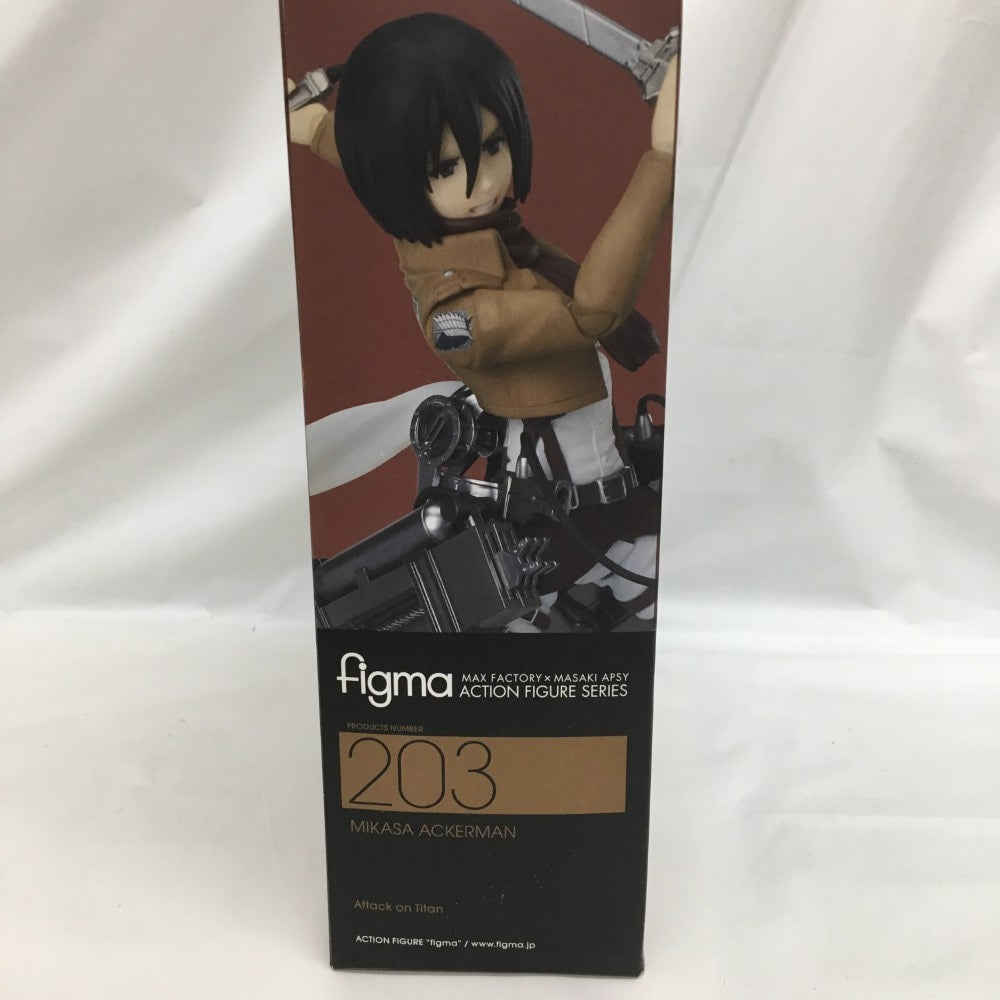 figma MAX FACTORY × MASAKI APSY
ACTION FIGURE SERIES
PRODUCTS NUMBER
203
MIKASA ACKERMAN
Attack on Titan
ACTION FIGURE "figma" / www.figma.jp